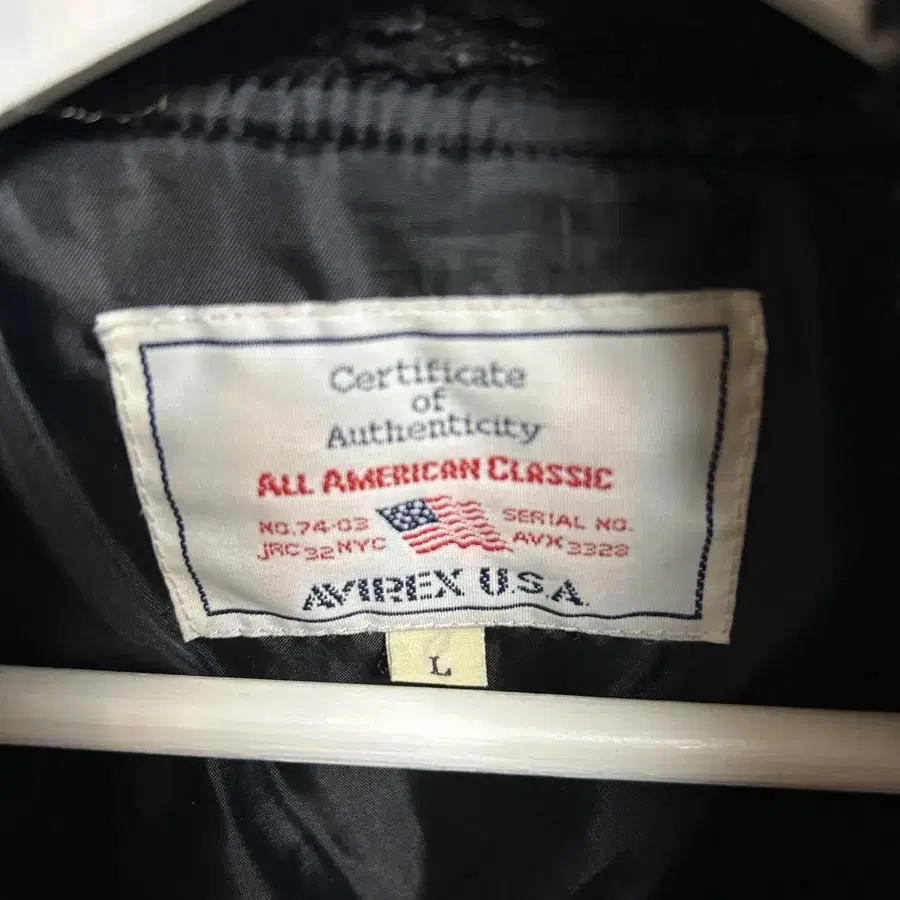 Certificate
of
Authenticity
ALL AMERICAN CLASSIC
NO.74-03 SERIAL NO.
JRC 32 NYC AVX 3328
AVIREX U.S.A.
L